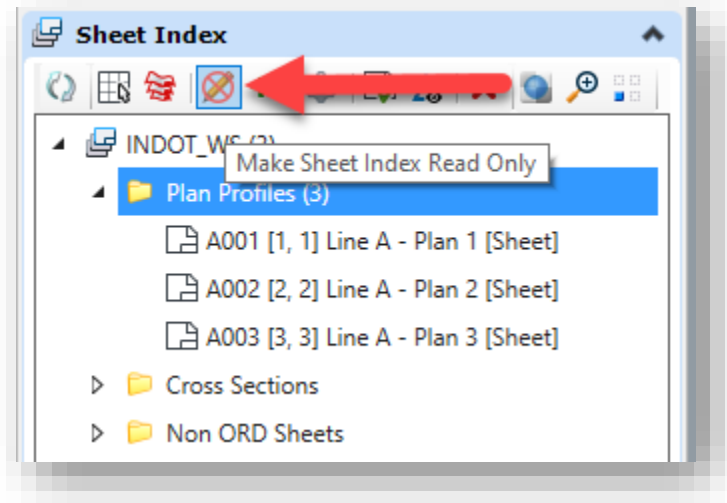 Sheet Index
INDOT_WS (3)
Make Sheet Index Read Only
Plan Profiles (3)
A001 [1, 1] Line A - Plan 1 [Sheet]
A002 [2, 2] Line A - Plan 2 [Sheet]
A003 [3, 3] Line A - Plan 3 [Sheet]
Cross Sections
Non ORD Sheets